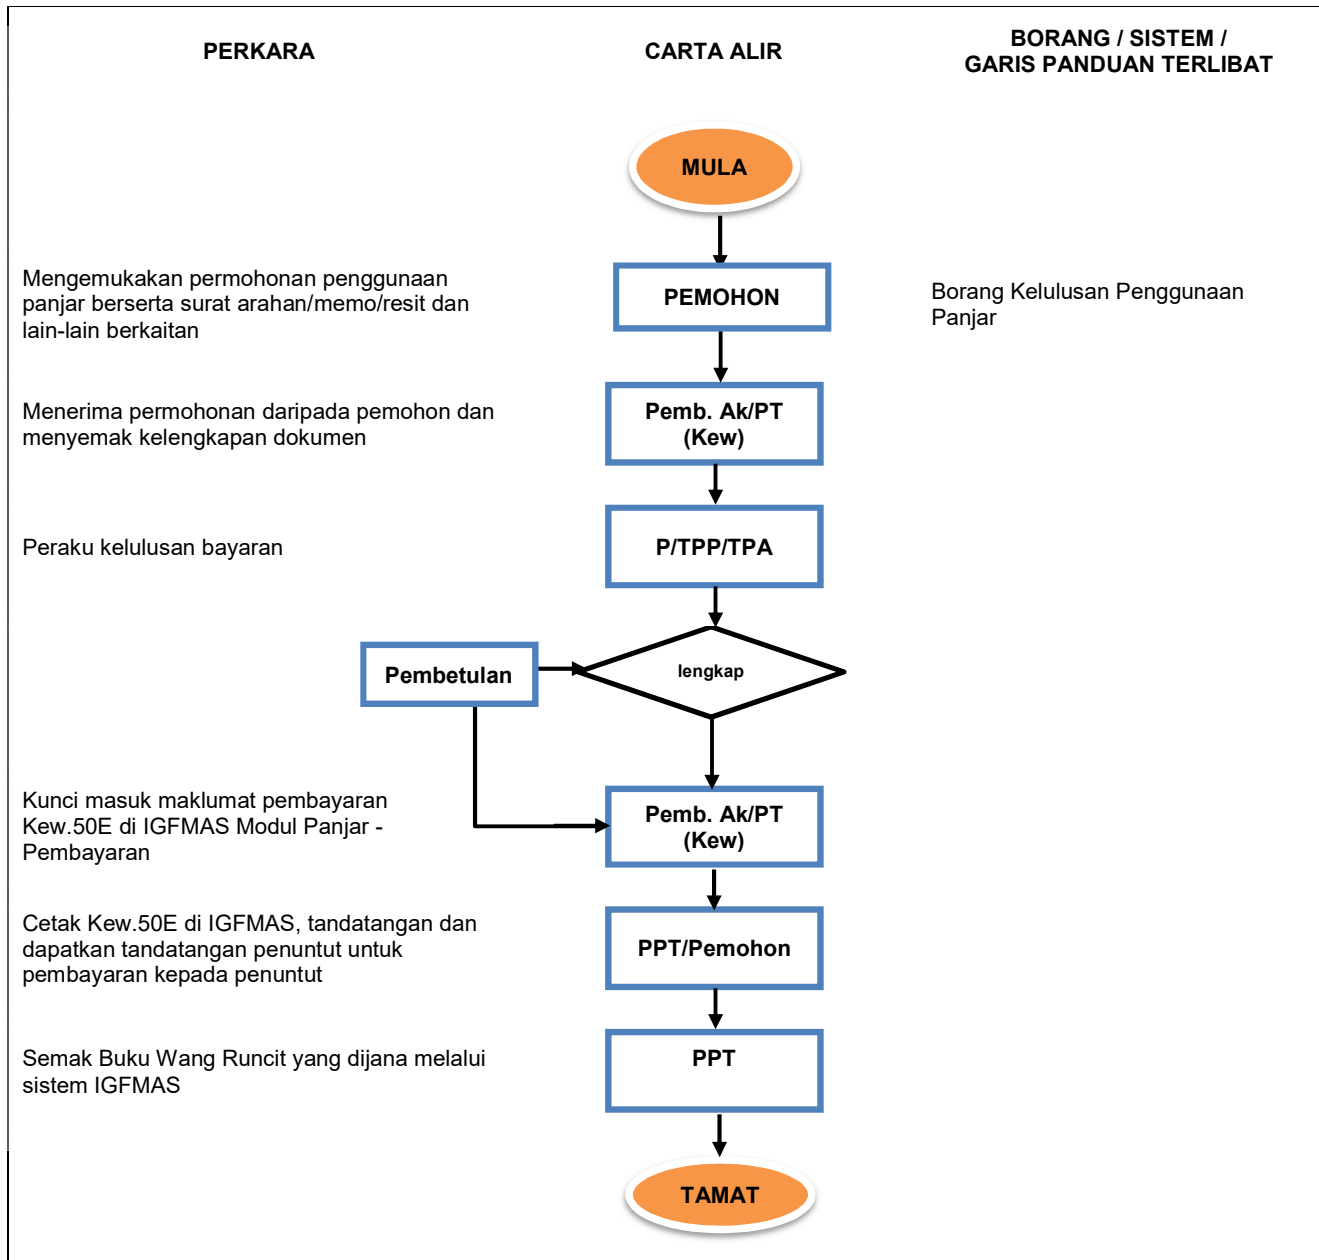 PERKARA
CARTA ALIR
BORANG / SISTEM /
GARIS PANDUAN TERLIBAT
MULA
Mengemukakan permohonan penggunaan
panjar berserta surat arahan/memo/resit dan
lain-lain berkaitan
PEMOHON
Borang Kelulusan Penggunaan
Panjar
Menerima permohonan daripada pemohon dan
menyemak kelengkapan dokumen
Pemb. Ak/PT
(Kew)
Peraku kelulusan bayaran
P/TPP/TPA
Pembetulan
lengkap
Kunci masuk maklumat pembayaran
Kew.50E di IGFMAS Modul Panjar -
Pembayaran
Pemb. Ak/PT
(Kew)
Cetak Kew.50E di IGFMAS, tandatangan dan
dapatkan tandatangan penuntut untuk
pembayaran kepada penuntut
PPT/Pemohon
Semak Buku Wang Runcit yang dijana melalui
sistem IGFMAS
PPT
TAMAT